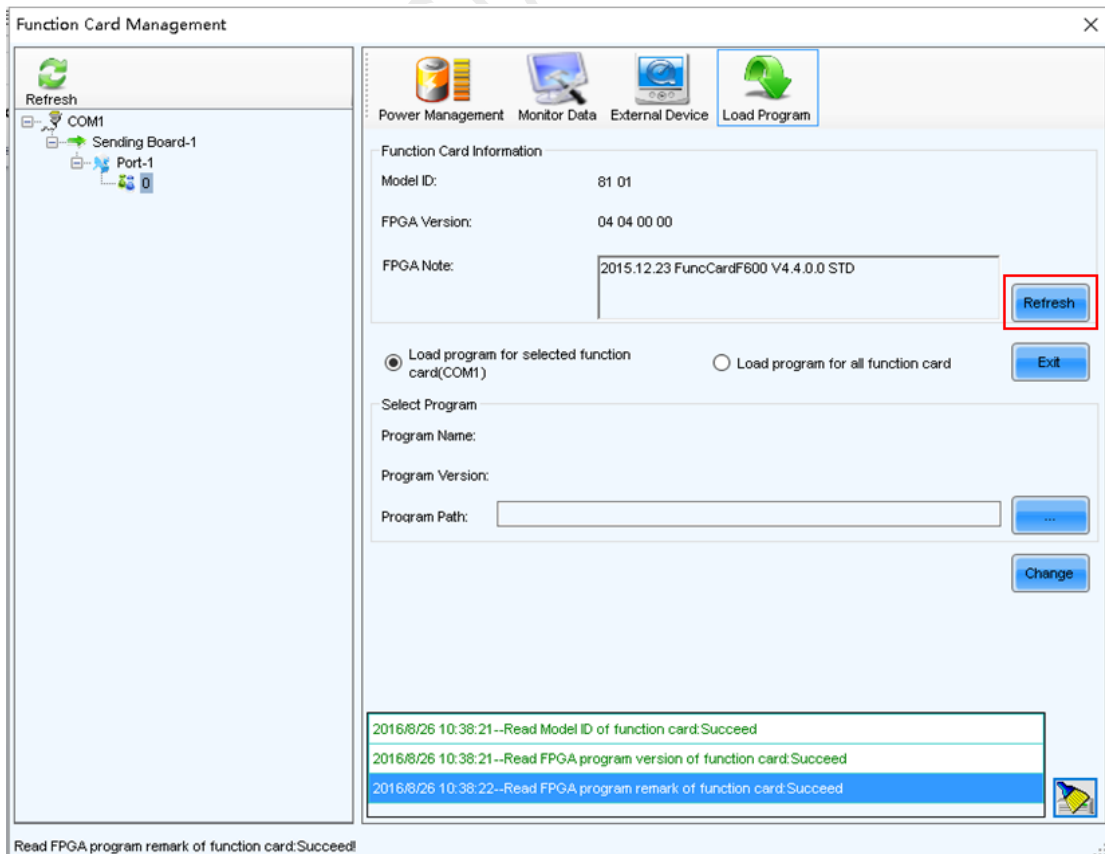 Function Card Management
Refresh
COM1
Sending Board-1
Port-1
0
Power Management Monitor Data External Device Load Program
Function Card Information
Model ID: 81 01
FPGA Version: 04 04 00 00
FPGA Note: 2015.12.23 FuncCardF600 V4.4.0.0 STD
Refresh
Load program for selected function
card(COM1)
Load program for all function card
Exit
Select Program
Program Name:
Program Version:
Program Path:
...
Change
2016/8/26 10:38:21--Read Model ID of function card:Succeed
2016/8/26 10:38:21--Read FPGA program version of function card:Succeed
2016/8/26 10:38:22--Read FPGA program remark of function card:Succeed
Read FPGA program remark of function card:Succeed!